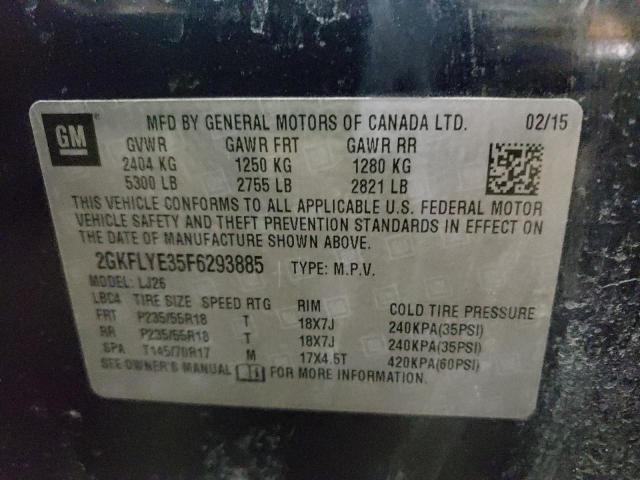 GM
MFD BY GENERAL MOTORS OF CANADA LTD. 02/15
GVWR GAWR FRT GAWR RR
2404 KG 1250 KG 1280 KG
5300 LB 2755 LB 2821 LB
THIS VEHICLE CONFORMS TO ALL APPLICABLE U.S. FEDERAL MOTOR
VEHICLE SAFETY AND THEFT PREVENTION STANDARDS IN EFFECT ON
THE DATE OF MANUFACTURE SHOWN ABOVE.
2GKFLYE35F6293885 TYPE: M.P.V.
MODEL: LJ26
LBC4 TIRE SIZE SPEED RTG RIM COLD TIRE PRESSURE
FRT P235/55R18 T 18X7J 240KPA(35PSI)
RR P235/55R18 T 18X7J 240KPA(35PSI)
SPA T145/70R17 M 17X4.5T 420KPA(60PSI)
SEE OWNER'S MANUAL FOR MORE INFORMATION.